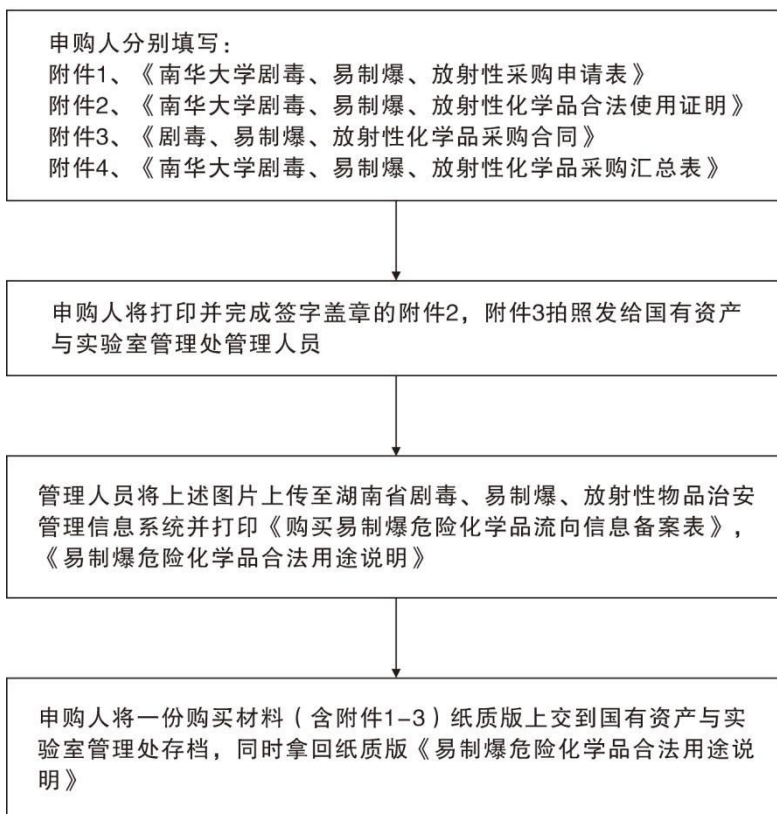 申购人分别填写：
附件1、《南华大学剧毒、易制爆、放射性采购申请表》
附件2、《南华大学剧毒、易制爆、放射性化学品合法使用证明》
附件3、《剧毒、易制爆、放射性化学品采购合同》
附件4、《南华大学剧毒、易制爆、放射性化学品采购汇总表》
申购人将打印并完成签字盖章的附件2，附件3拍照发给国有资产
与实验室管理处管理人员
管理人员将上述图片上传至湖南省剧毒、易制爆、放射性物品治安
管理信息系统并打印《购买易制爆危险化学品流向信息备案表》，
《易制爆危险化学品合法用途说明》
申购人将一份购买材料（含附件1-3）纸质版上交到国有资产与实
验室管理处存档，同时拿回纸质版《易制爆危险化学品合法用途说
明》